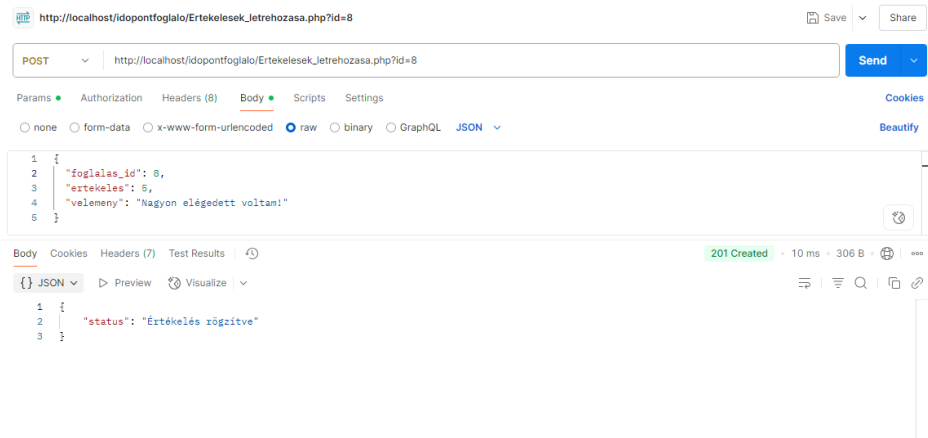 HTTP http://localhost/idopontfoglalo/Ertekelesek_letrehozasa.php?id=8 Save Share
POST http://localhost/idopontfoglalo/Ertekelesek_letrehozasa.php?id=8 Send
Params Authorization Headers (8) Body Scripts Settings Cookies
none form-data x-www-form-urlencoded raw binary GraphQL JSON Beautify
1 {
2 "foglalas_id": 8,
3 "ertekeles": 5,
4 "velemeny": "Nagyon elégedett voltam!"
5 }
Body Cookies Headers (7) Test Results 201 Created 10 ms 306 B
{} JSON Preview Visualize
1 {
2 "status": "Értékelés rögzítve"
3 }